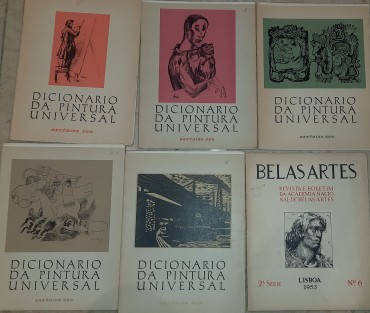 DICIONARIO
DA PINTURA
UNIVERSAL
DICIONARIO
DA PINTURA
UNIVERSAL
DICIONARIO
DA PINTURA
UNIVERSAL
DICIONARIO
DA PINTURA
UNIVERSAL
DICIONARIO
DA PINTURA
UNIVERSAL
BELAS ARTES
REVISTA E BOLETIM
DA ACADEMIA NACIO
NAL DE BELAS ARTES
2ª SÉRIE
LISBOA
1953
Nº 6